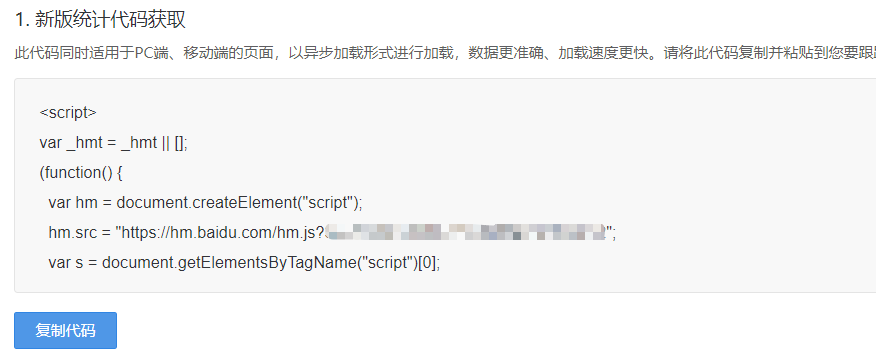 1. 新版统计代码获取
此代码同时适用于PC端、移动端的页面，以异步加载形式进行加载，数据更准确、加载速度更快。请将此代码复制并粘贴到您要跟
<script>
var _hmt = _hmt || [];
(function() {
var hm = document.createElement("script");
hm.src = "https://hm.baidu.com/hm.js?";
var s = document.getElementsByTagName("script")[0];
复制代码